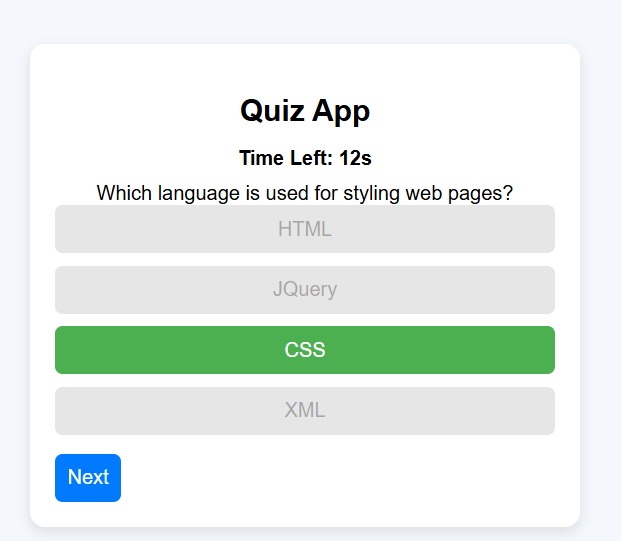 Quiz App
Time Left: 12s
Which language is used for styling web pages?
HTML
JQuery
CSS
XML
Next